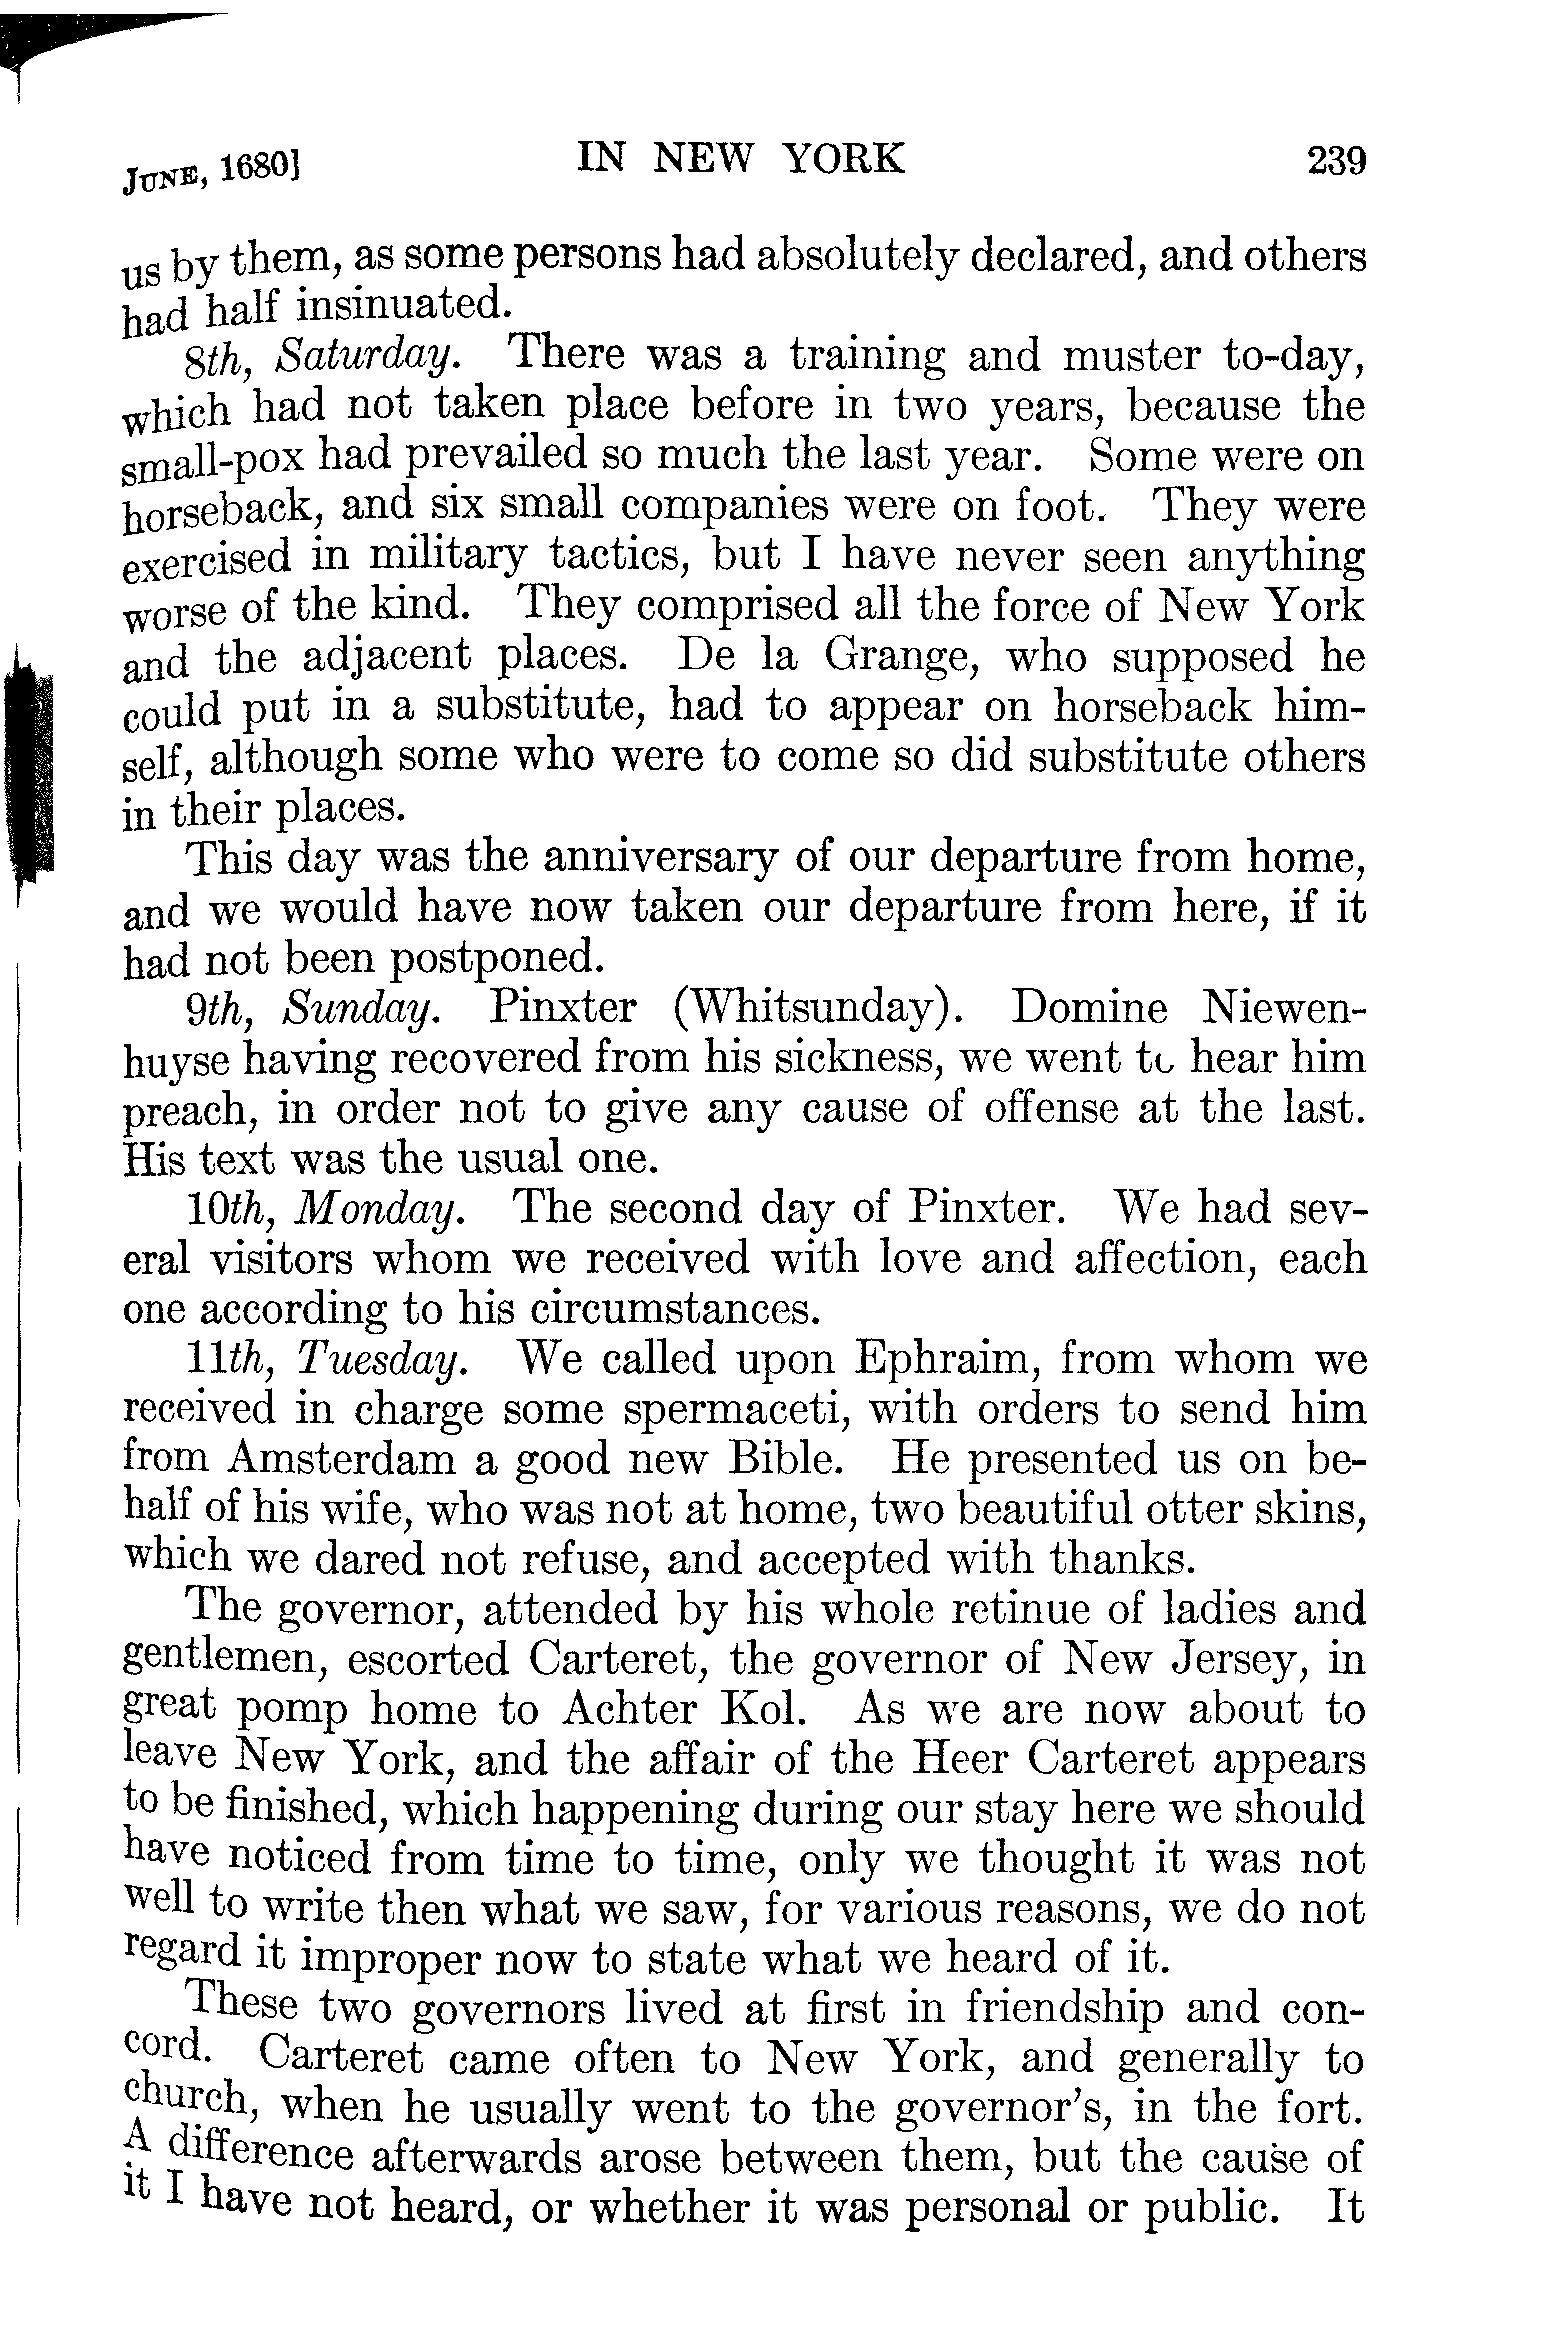 JUNE, 1680] IN NEW YORK 239
us by them, as some persons had absolutely declared, and others
had half insinuated.
8th, Saturday. There was a training and muster to-day,
which had not taken place before in two years, because the
small-pox had prevailed so much the last year. Some were on
horseback, and six small companies were on foot. They were
exercised in military tactics, but I have never seen anything
worse of the kind. They comprised all the force of New York
and the adjacent places. De la Grange, who supposed he
could put in a substitute, had to appear on horseback him-
self, although some who were to come so did substitute others
in their places.
This day was the anniversary of our departure from home,
and we would have now taken our departure from here, if it
had not been postponed.
9th, Sunday. Pinxter (Whitsunday). Domine Niewen-
huyse having recovered from his sickness, we went to hear him
preach, in order not to give any cause of offense at the last.
His text was the usual one.
10th, Monday. The second day of Pinxter. We had sev-
eral visitors whom we received with love and affection, each
one according to his circumstances.
11th, Tuesday. We called upon Ephraim, from whom we
received in charge some spermaceti, with orders to send him
from Amsterdam a good new Bible. He presented us on be-
half of his wife, who was not at home, two beautiful otter skins,
which we dared not refuse, and accepted with thanks.
The governor, attended by his whole retinue of ladies and
gentlemen, escorted Carteret, the governor of New Jersey, in
great pomp home to Achter Kol. As we are now about to
leave New York, and the affair of the Heer Carteret appears
to be finished, which happening during our stay here we should
have noticed from time to time, only we thought it was not
well to write then what we saw, for various reasons, we do not
regard it improper now to state what we heard of it.
These two governors lived at first in friendship and con-
cord. Carteret came often to New York, and generally to
church, when he usually went to the governor's, in the fort.
A difference afterwards arose between them, but the cause of
it I have not heard, or whether it was personal or public. It